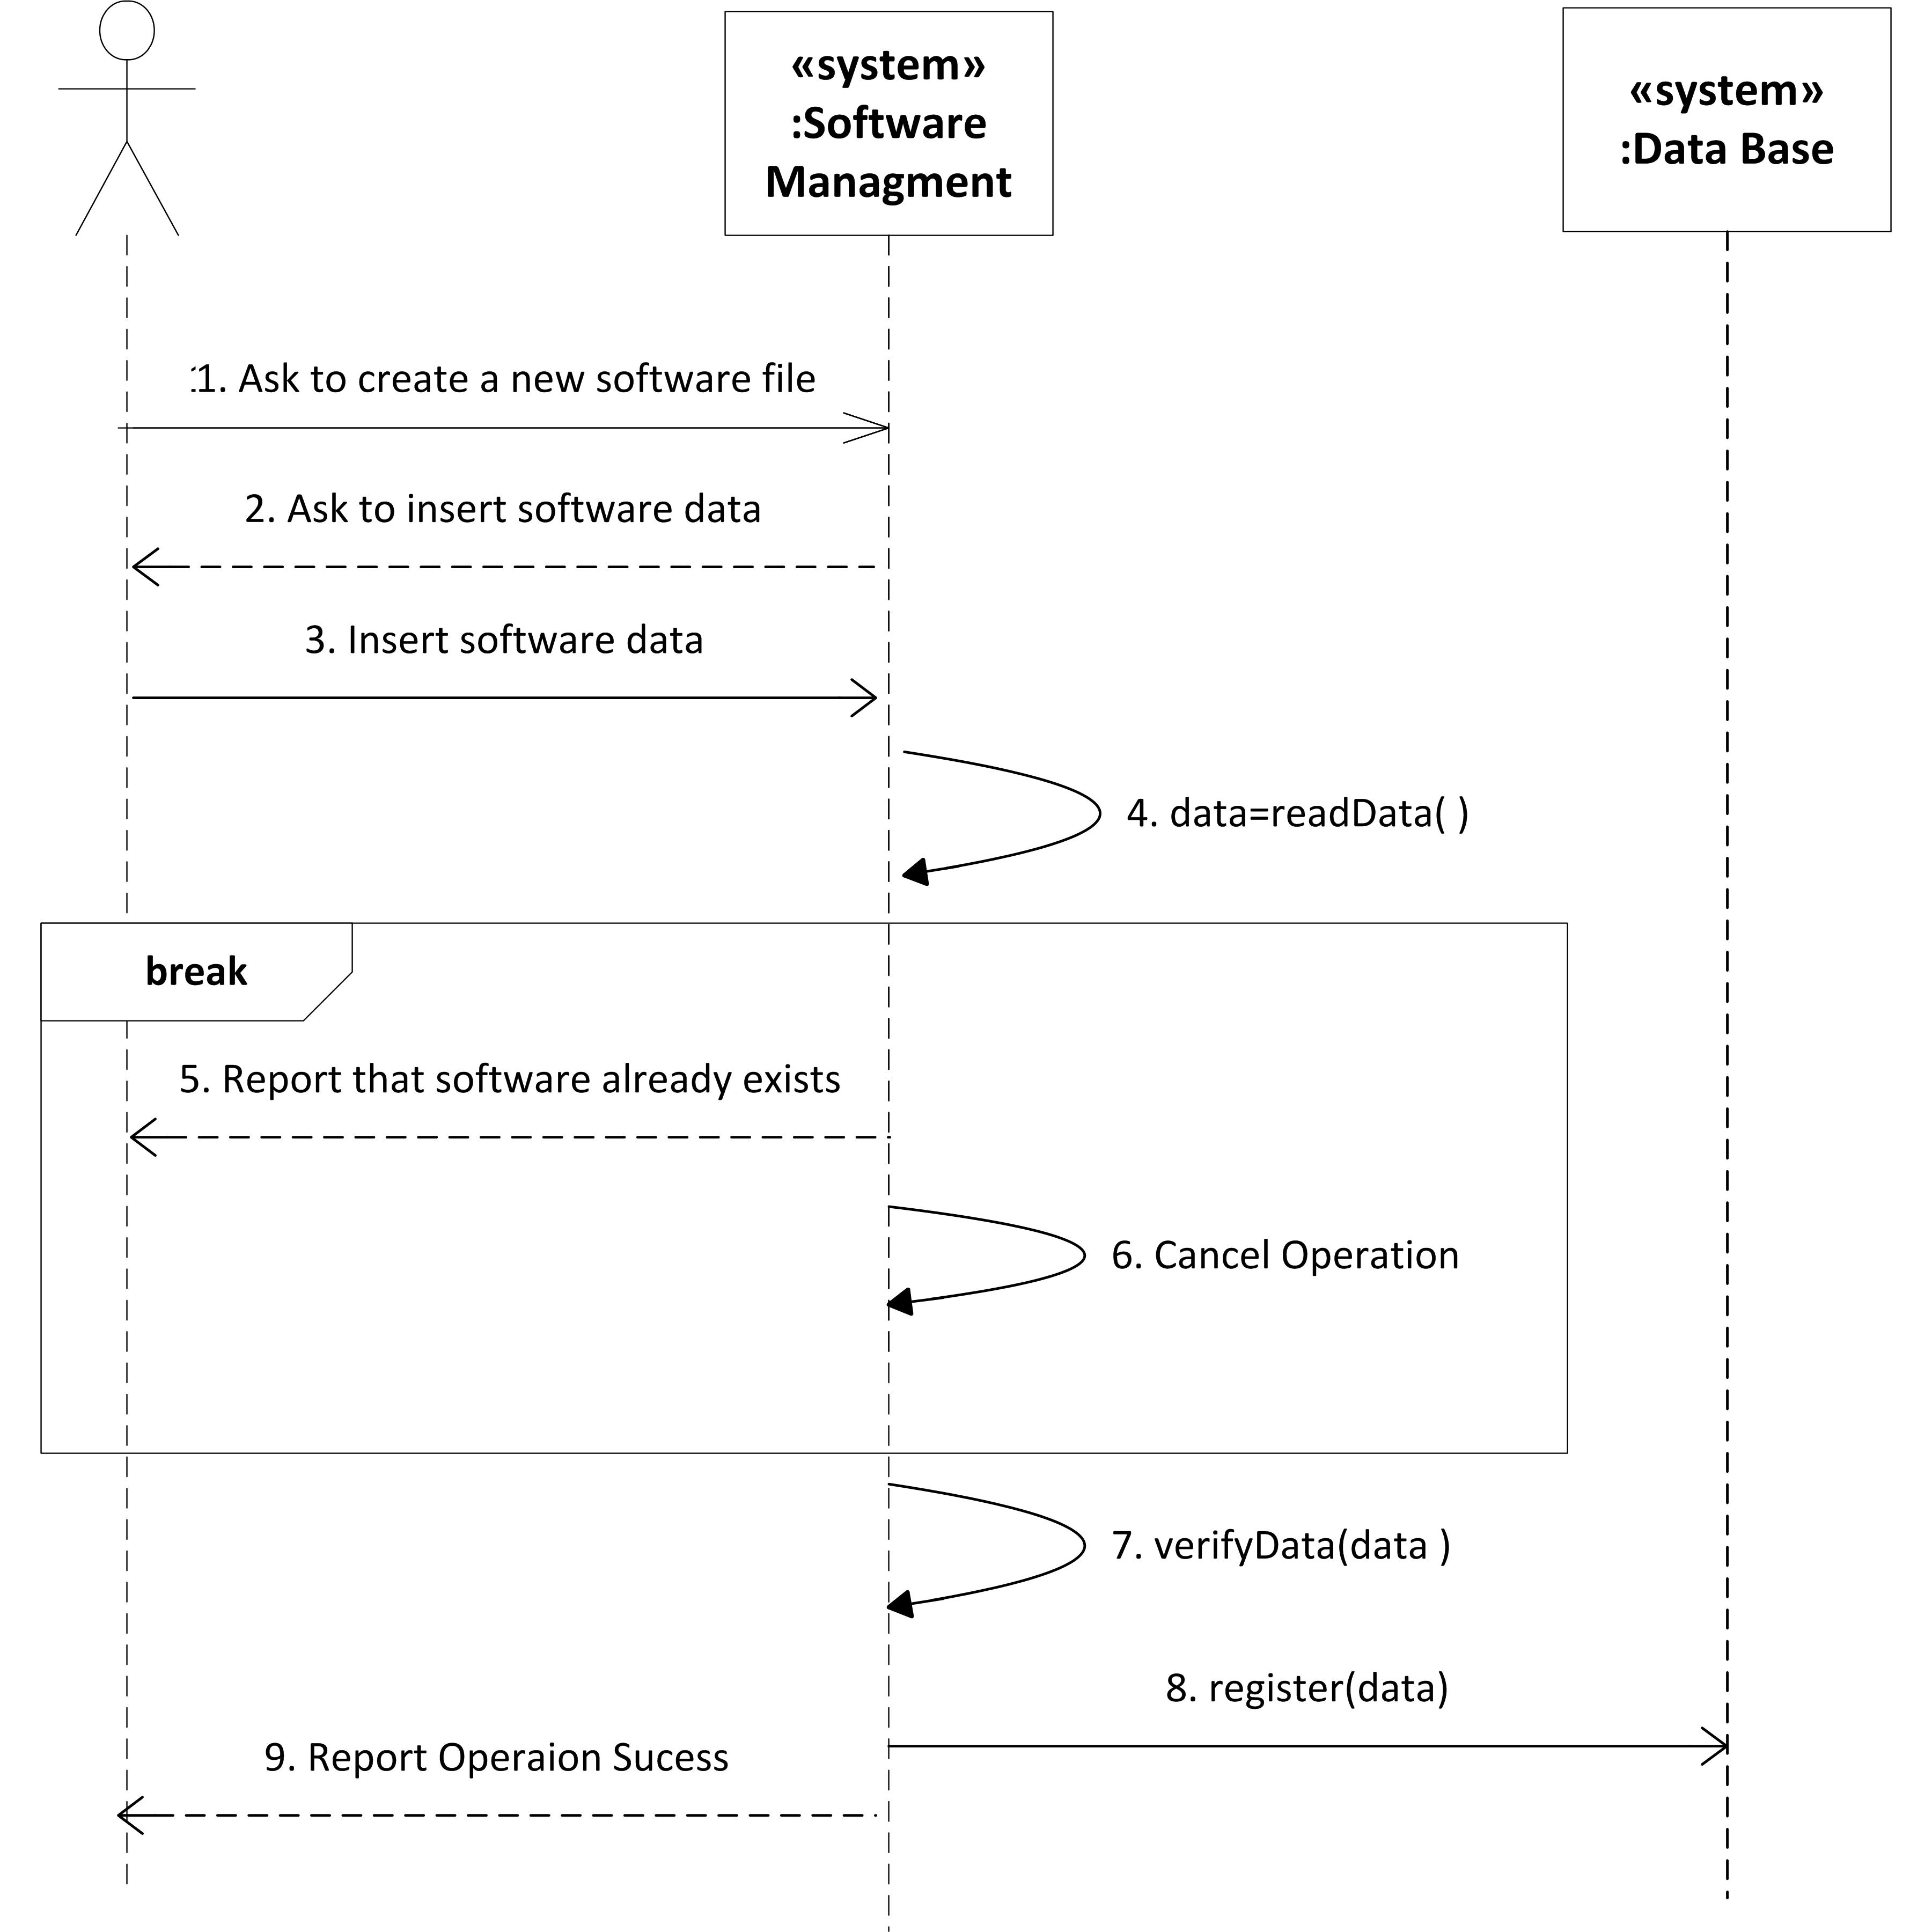 «system»
:Software
Managment
«system»
:Data Base
:1. Ask to create a new software file
2. Ask to insert software data
3. Insert software data
4. data=readData( )
break
5. Report that software already exists
6. Cancel Operation
7. verifyData(data )
8. register(data)
9. Report Operaion Sucess